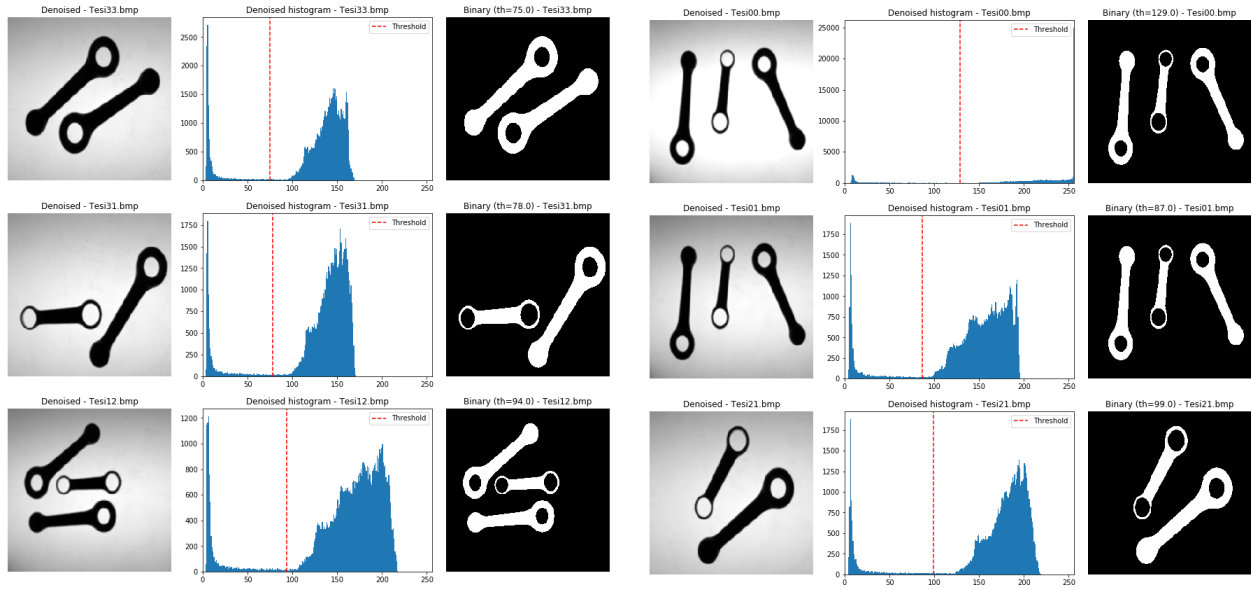 Denoised - Tesi33.bmp
Denoised histogram - Tesi33.bmp
Binary (th=75.0) - Tesi33.bmp
Threshold
2500
2000
1500
1000
500
0
0 50 100 150 200 250
Denoised - Tesi00.bmp
Denoised histogram - Tesi00.bmp
Binary (th=129.0) - Tesi00.bmp
Threshold
25000
20000
15000
10000
5000
0
0 50 100 150 200 250
Denoised - Tesi31.bmp
Denoised histogram - Tesi31.bmp
Binary (th=78.0) - Tesi31.bmp
Threshold
1750
1500
1250
1000
750
500
250
0
0 50 100 150 200 250
Denoised - Tesi01.bmp
Denoised histogram - Tesi01.bmp
Binary (th=87.0) - Tesi01.bmp
Threshold
1750
1500
1250
1000
750
500
250
0
0 50 100 150 200 250
Denoised - Tesi12.bmp
Denoised histogram - Tesi12.bmp
Binary (th=94.0) - Tesi12.bmp
Threshold
1200
1000
800
600
400
200
0
0 50 100 150 200 250
Denoised - Tesi21.bmp
Denoised histogram - Tesi21.bmp
Binary (th=99.0) - Tesi21.bmp
Threshold
1750
1500
1250
1000
750
500
250
0
0 50 100 150 200 250